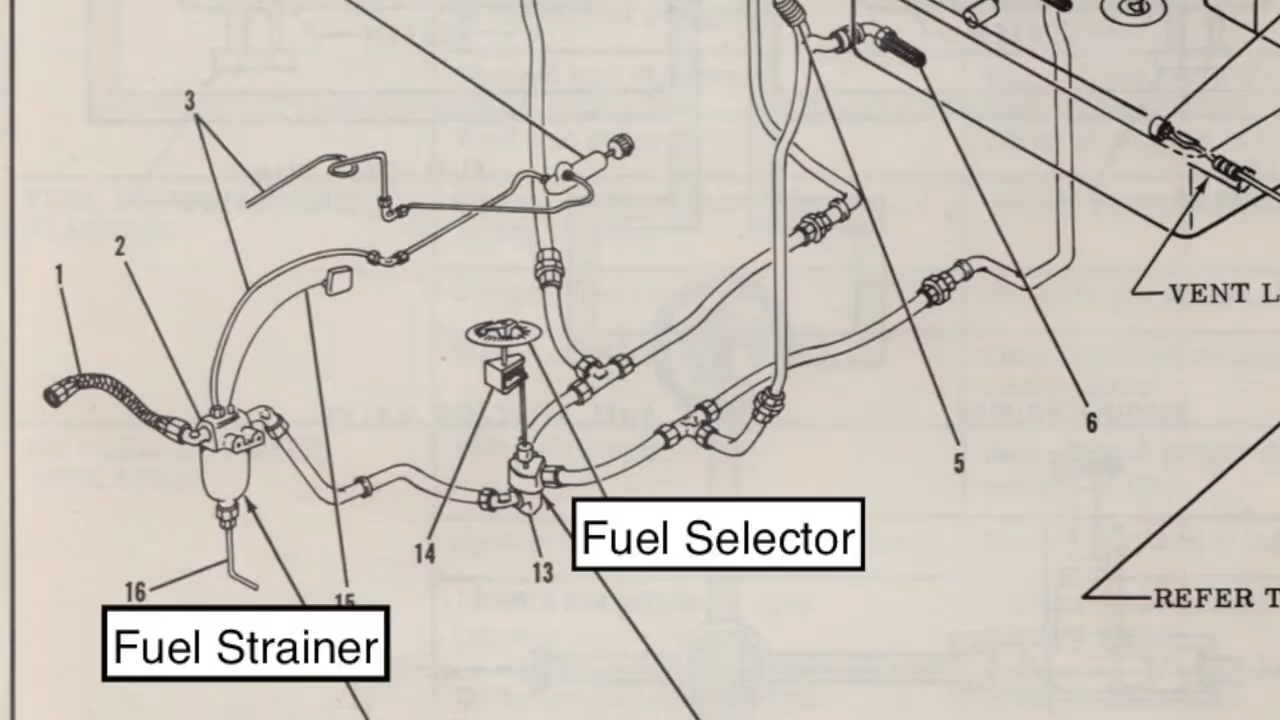 3
2
1
VENT L
6
5
Fuel Selector
14
13
16
15
REFER T
Fuel Strainer